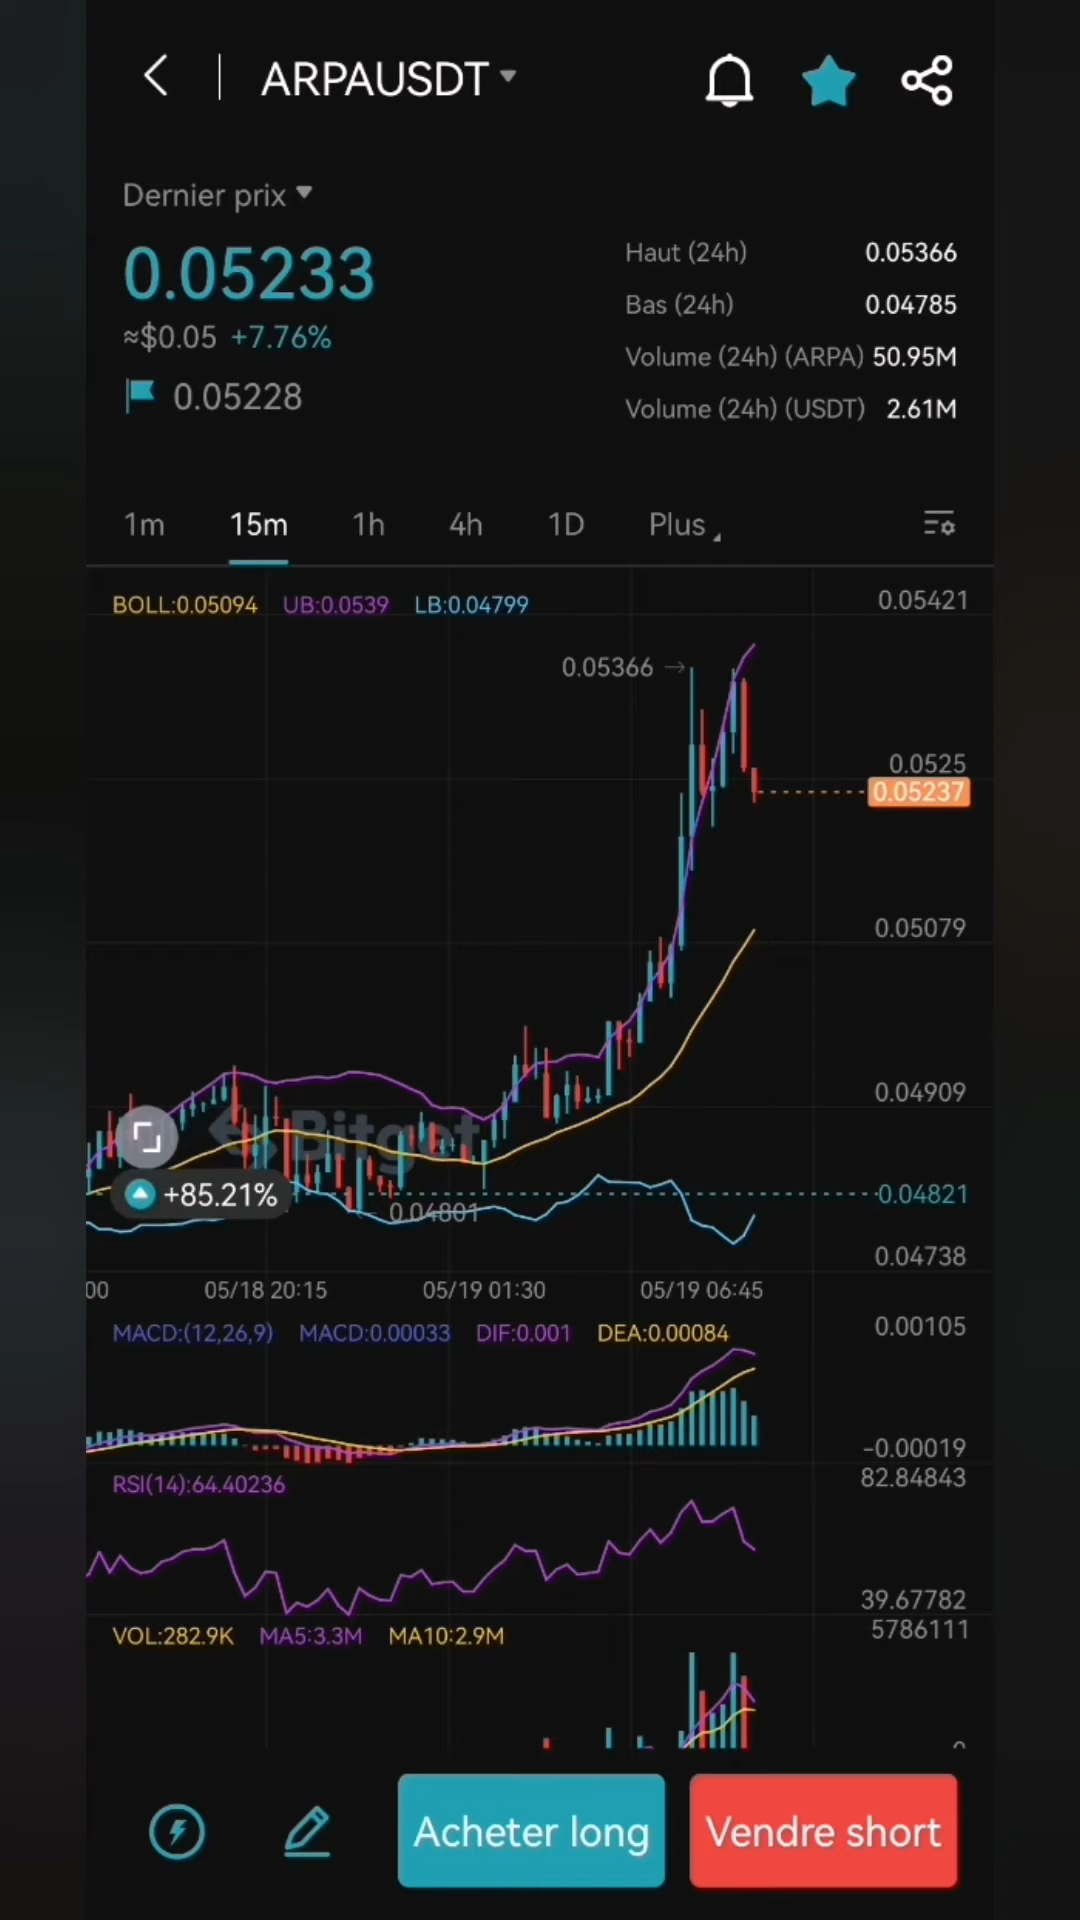 ARPAUSDT
Dernier prix
0.05233
≈$0.05 +7.76%
0.05228
Haut (24h) 0.05366
Bas (24h) 0.04785
Volume (24h) (ARPA) 50.95M
Volume (24h) (USDT) 2.61M
1m 15m 1h 4h 1D Plus
BOLL:0.05094 UB:0.0539 LB:0.04799
0.05421
0.05366
0.0525
0.05237
0.05079
0.04909
Bitget
+85.21%
0.04821
0.04801
0.04738
00 05/18 20:15 05/19 01:30 05/19 06:45
MACD:(12,26,9) MACD:0.00033 DIF:0.001 DEA:0.00084
0.00105
-0.00019
RSI(14):64.40236
82.84843
39.67782
VOL:282.9K MA5:3.3M MA10:2.9M
5786111
Acheter long
Vendre short